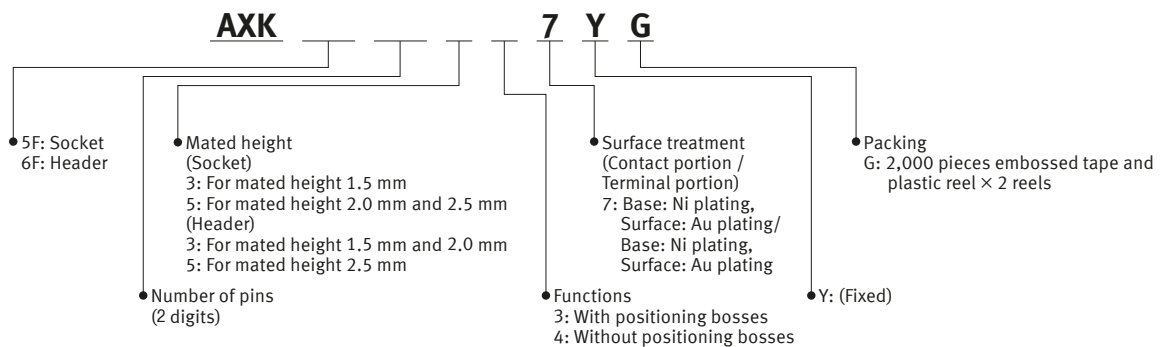 AXK 7 Y G
5F: Socket
6F: Header
Mated height
(Socket)
3: For mated height 1.5 mm
5: For mated height 2.0 mm and 2.5 mm
(Header)
3: For mated height 1.5 mm and 2.0 mm
5: For mated height 2.5 mm
Number of pins
(2 digits)
Surface treatment
(Contact portion /
Terminal portion)
7: Base: Ni plating,
Surface: Au plating/
Base: Ni plating,
Surface: Au plating
Functions
3: With positioning bosses
4: Without positioning bosses
Packing
G: 2,000 pieces embossed tape and
plastic reel × 2 reels
Y: (Fixed)